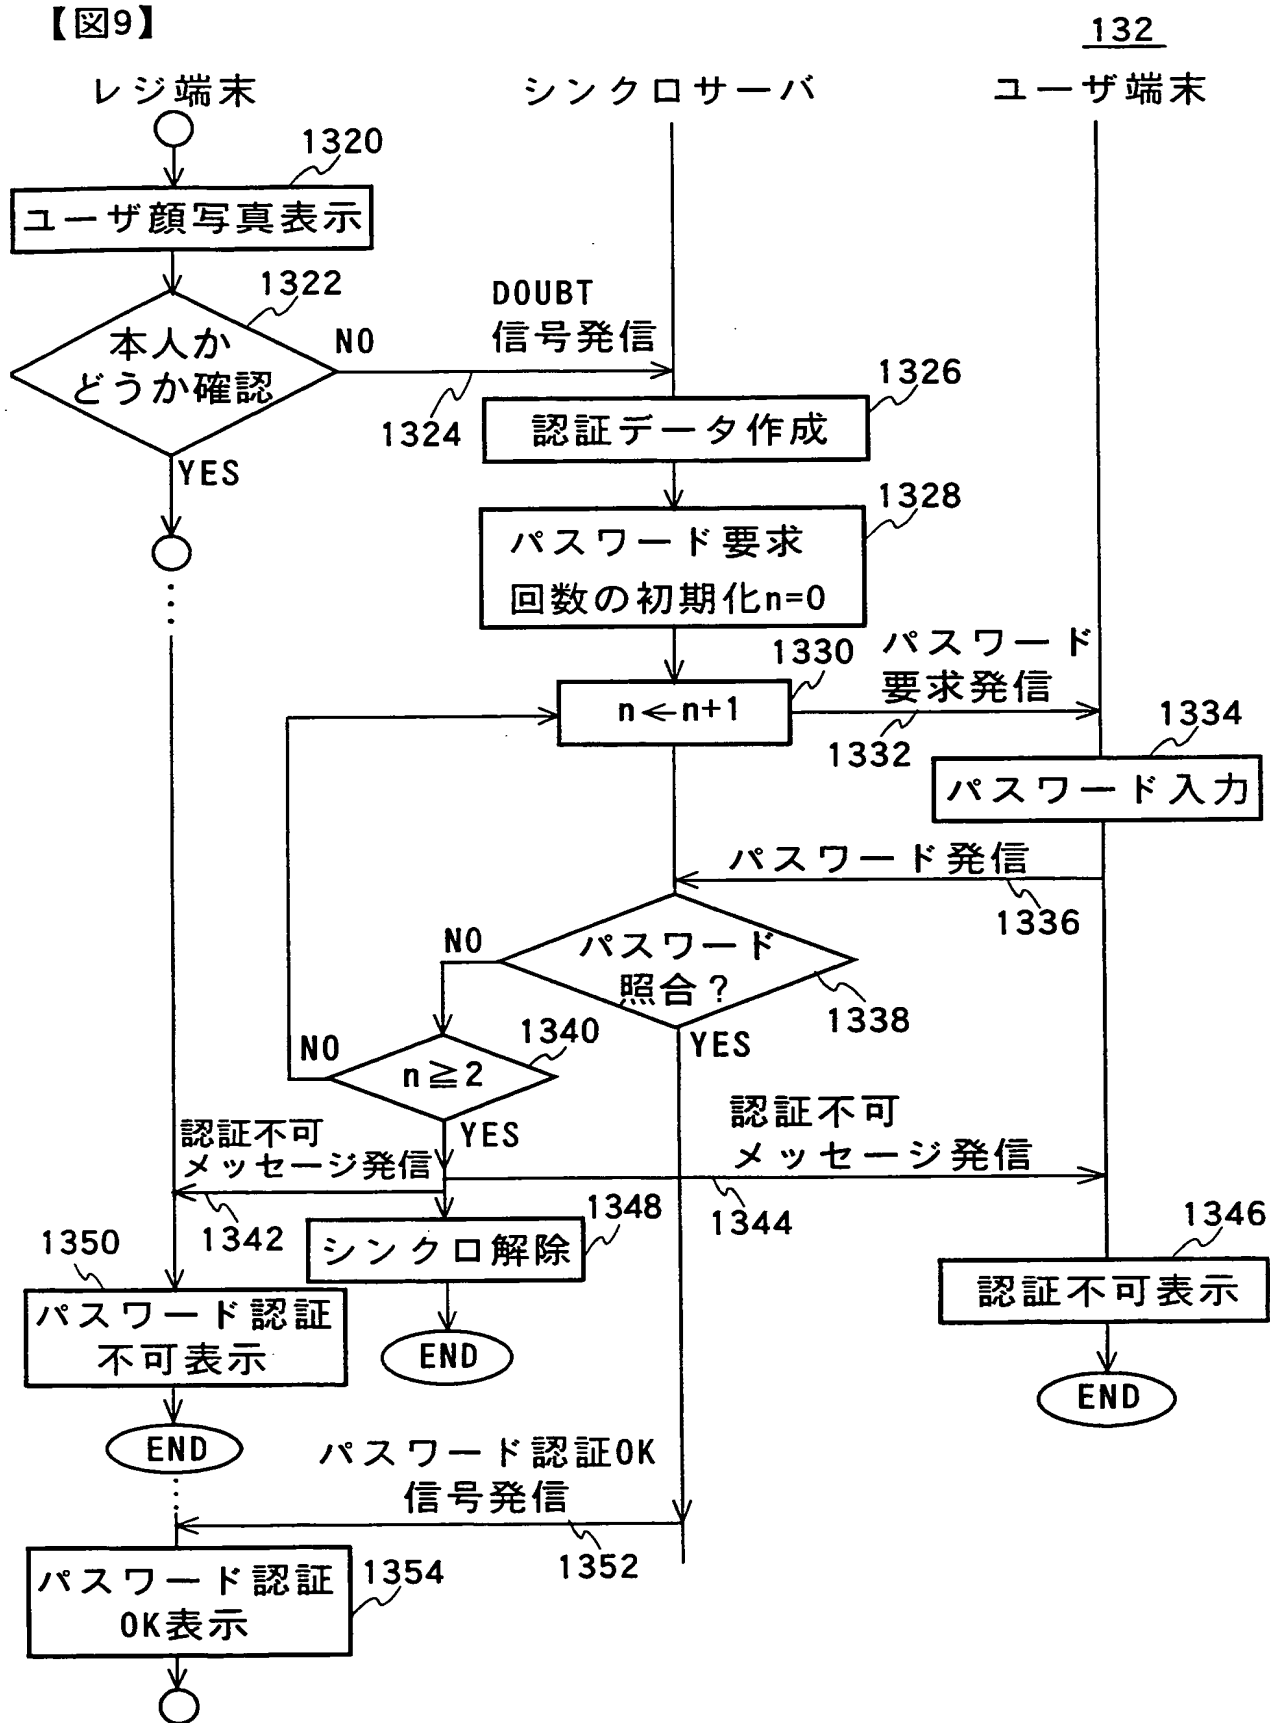 【図9】
132
レジ端末
シンクロサーバ
ユーザ端末
1320
ユーザ顔写真表示
1322
本人か
どうか確認
NO
YES
DOUBT
信号発信
1324
1326
認証データ作成
1328
パスワード要求
回数の初期化n=0
1330
n←n+1
パスワード
要求発信
1332
1334
パスワード入力
パスワード発信
1336
パスワード
照合?
1338
NO
YES
1340
n≧2
NO
YES
認証不可
メッセージ発信
1342
認証不可
メッセージ発信
1344
1346
認証不可表示
END
1348
シンクロ解除
END
1350
パスワード認証
不可表示
END
パスワード認証OK
信号発信
1352
パスワード認証
OK表示
1354